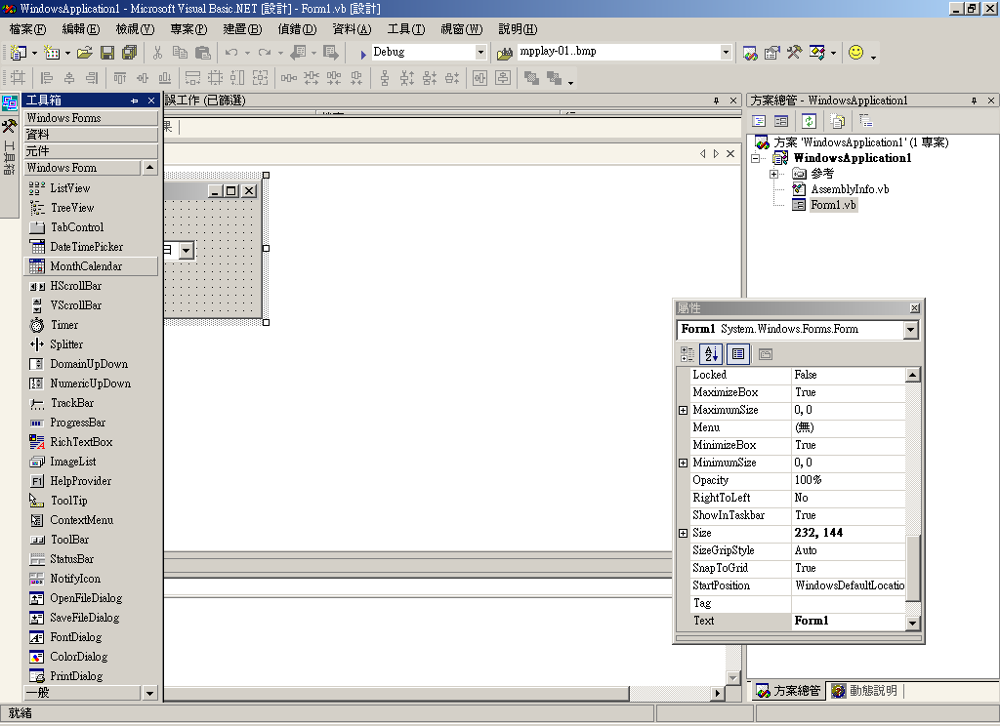 WindowsApplication1 - Microsoft Visual Basic.NET [設計] - Form1.vb [設計]
檔案(F) 編輯(E) 檢視(V) 專案(P) 建置(B) 偵錯(D) 資料(A) 工具(T) 視窗(W) 說明(H)
Debug mpplay-01..bmp
工具箱
誤工作 (已篩選)
方案總管 - WindowsApplication1
工具箱
Windows Forms
資料
元件
Windows Form
ListView
TreeView
TabControl
DateTimePicker
MonthCalendar
HScrollBar
VScrollBar
Timer
Splitter
DomainUpDown
NumericUpDown
TrackBar
ProgressBar
RichTextBox
ImageList
HelpProvider
ToolTip
ContextMenu
ToolBar
StatusBar
NotifyIcon
OpenFileDialog
SaveFileDialog
FontDialog
ColorDialog
PrintDialog
一般
果
日
方案 'WindowsApplication1' (1 專案)
WindowsApplication1
參考
AssemblyInfo.vb
Form1.vb
屬性
Form1 System.Windows.Forms.Form
Locked False
MaximizeBox True
MaximumSize 0, 0
Menu (無)
MinimizeBox True
MinimumSize 0, 0
Opacity 100%
RightToLeft No
ShowInTaskbar True
Size 232, 144
SizeGripStyle Auto
SnapToGrid True
StartPosition WindowsDefaultLocatio
Tag
Text Form1
方案總管 動態說明
就緒